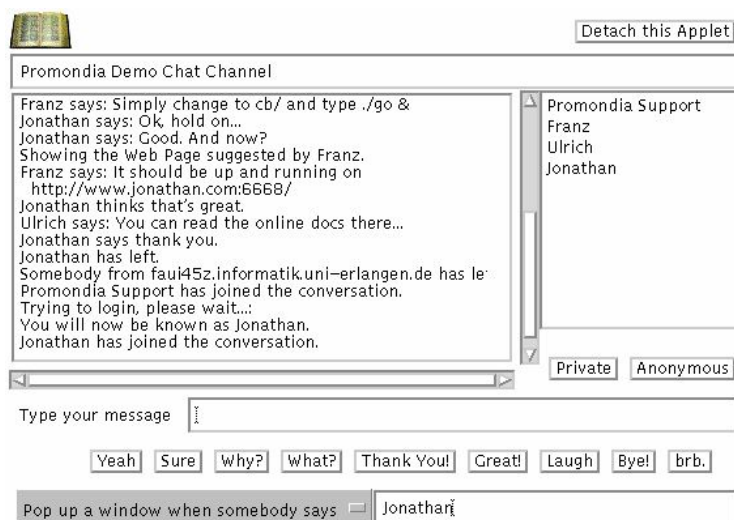 Detach this Applet
Promondia Demo Chat Channel
Franz says: Simply change to cb/ and type ./go &
Jonathan says: Ok, hold on...
Jonathan says: Good. And now?
Showing the Web Page suggested by Franz.
Franz says: It should be up and running on
http://www.jonathan.com:6668/
Jonathan thinks that's great.
Ulrich says: You can read the online docs there...
Jonathan says thank you.
Jonathan has left.
Somebody from faui45z.informatik.uni-erlangen.de has le
Promondia Support has joined the conversation.
Trying to login, please wait...:
You will now be known as Jonathan.
Jonathan has joined the conversation.
Promondia Support
Franz
Ulrich
Jonathan
Private Anonymous
Type your message
Yeah Sure Why? What? Thank You! Great! Laugh Bye! brb.
Pop up a window when somebody says Jonathan